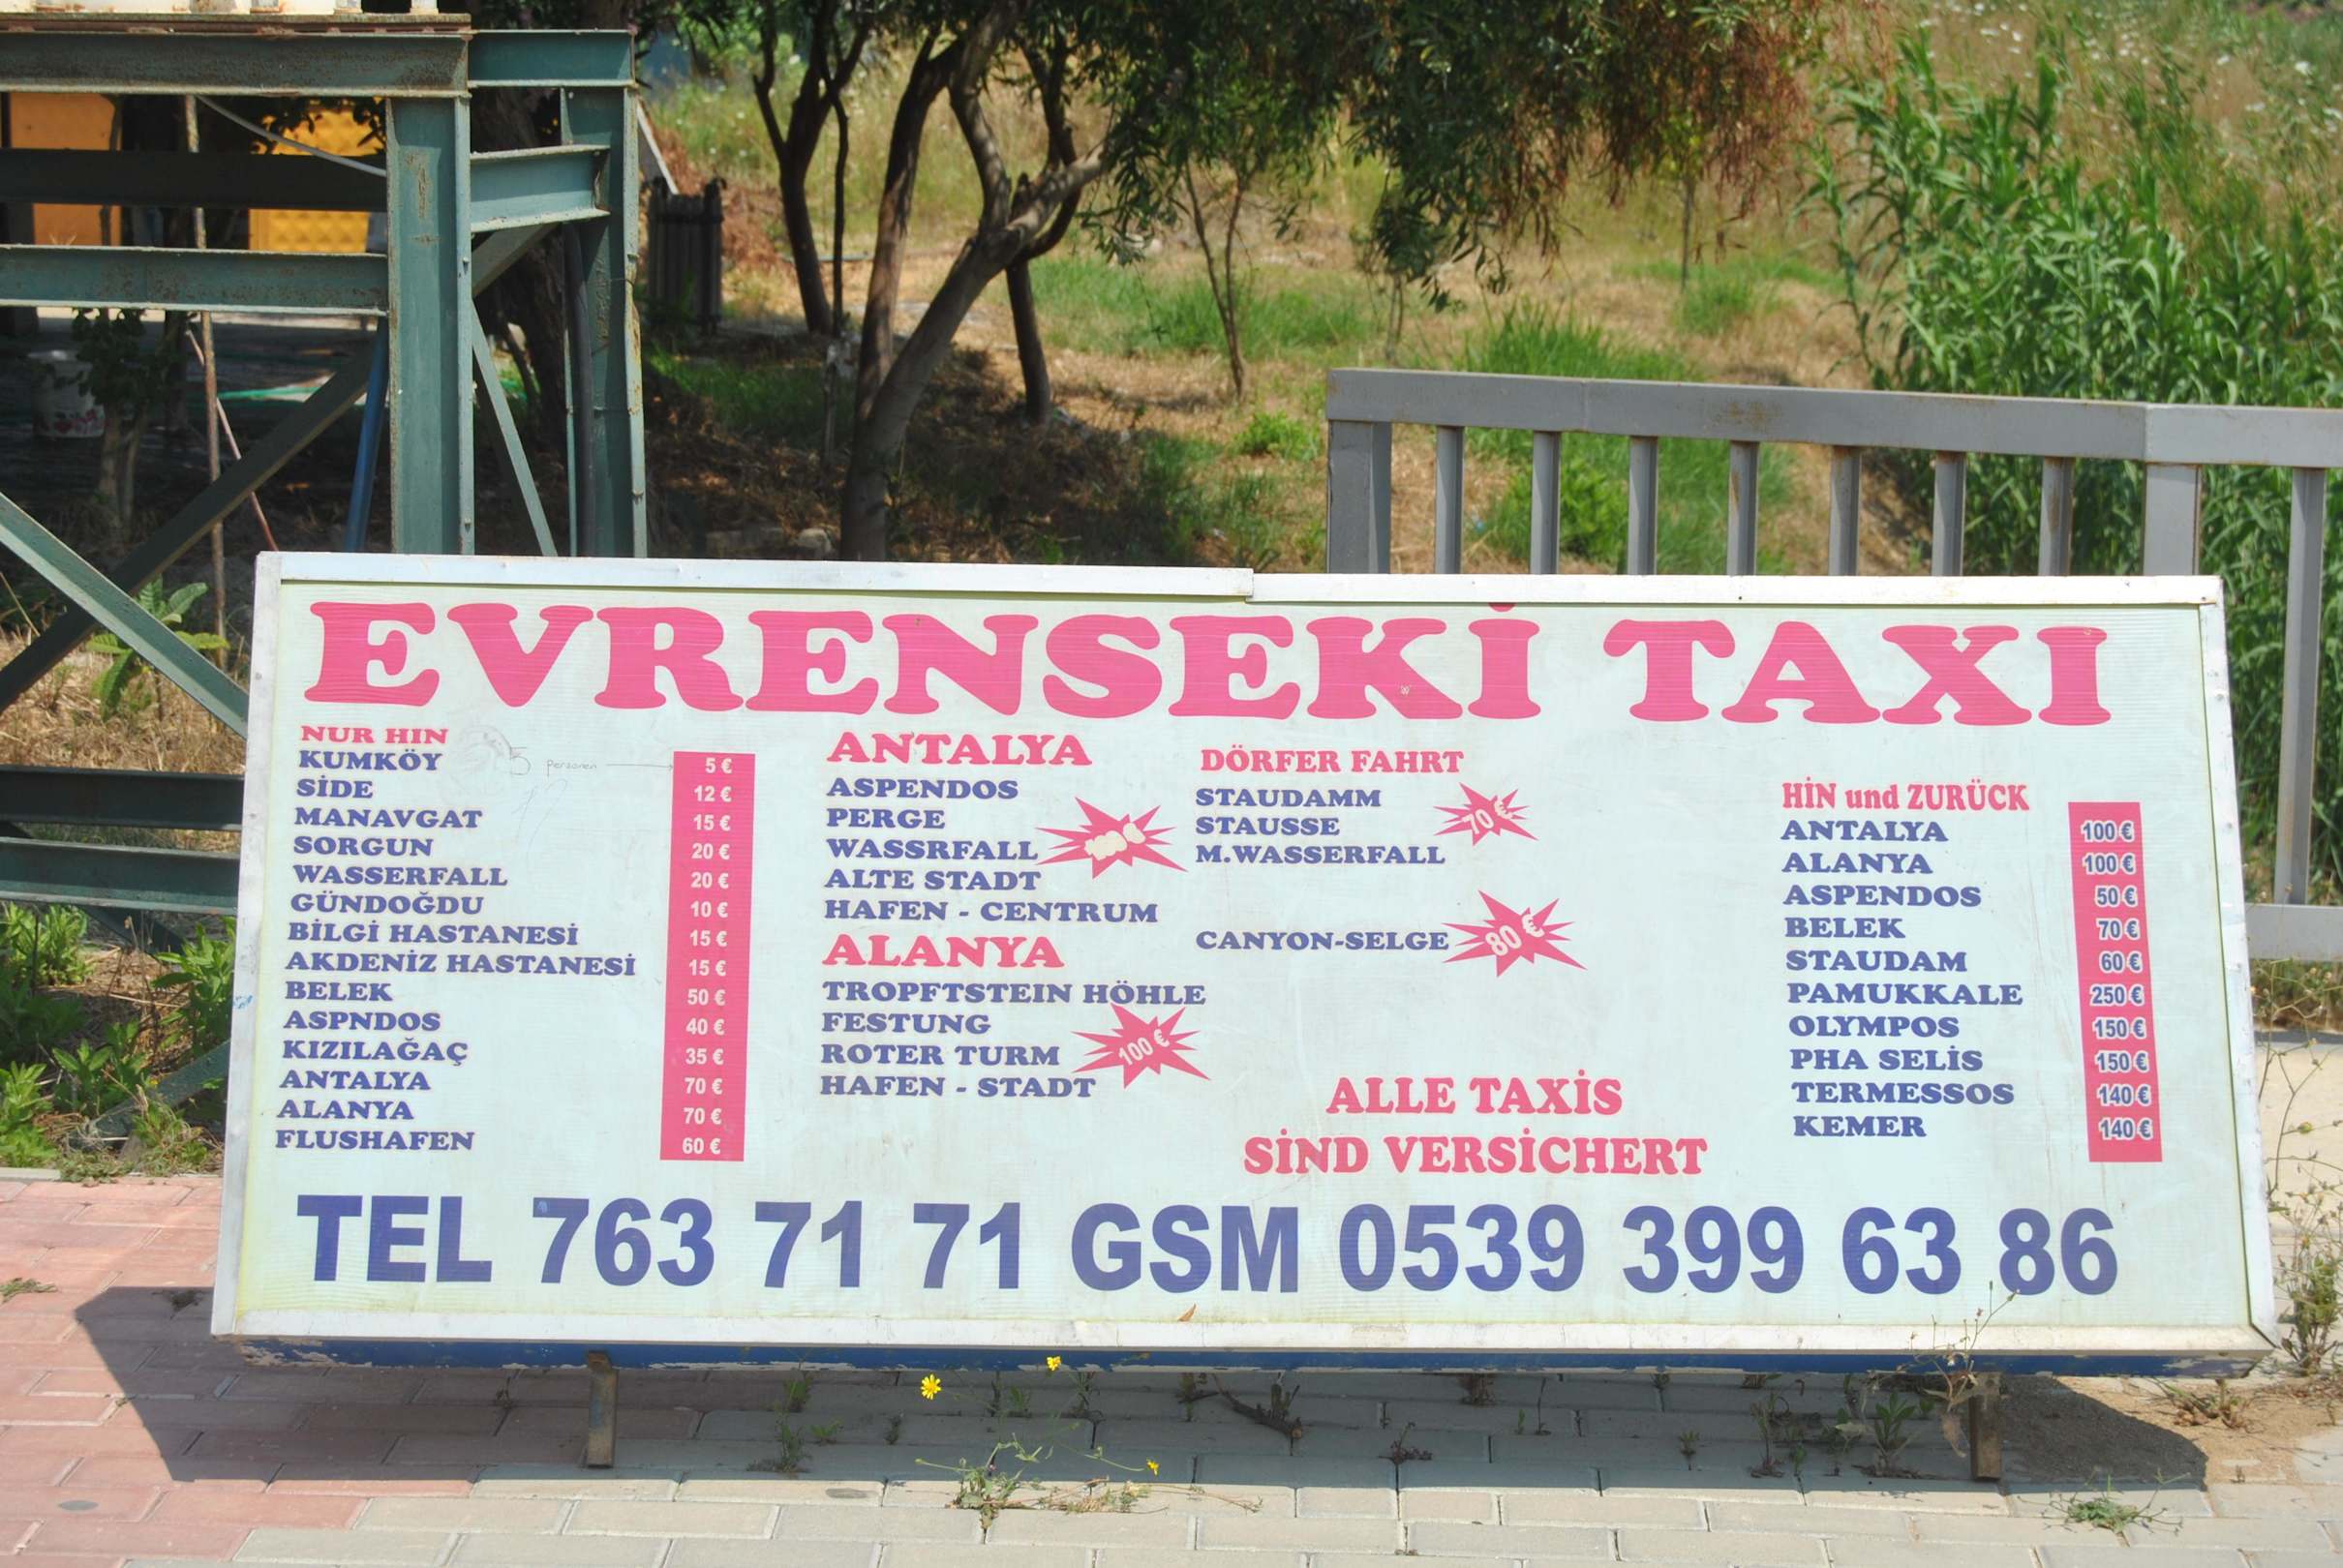 EVRENSEKİ TAXI
NUR HIN
KUMKÖY 5 personen 5 €
SİDE 12 €
MANAVGAT 15 €
SORGUN 20 €
WASSERFALL 20 €
GÜNDOĞDU 10 €
BİLGİ HASTANESİ 15 €
AKDENİZ HASTANESİ 15 €
BELEK 50 €
ASPNDOS 40 €
KIZILAĞAÇ 35 €
ANTALYA 70 €
ALANYA 70 €
FLUSHAFEN 60 €
ANTALYA
ASPENDOS
PERGE
WASSRFALL
ALTE STADT
HAFEN - CENTRUM
ALANYA
TROPFTSTEIN HÖHLE
FESTUNG
ROTER TURM 100 €
HAFEN - STADT
DÖRFER FAHRT
STAUDAMM
STAUSSE 70 €
M.WASSERFALL
CANYON-SELGE 80 €
ALLE TAXİS
SİND VERSİCHERT
HİN und ZURÜCK
ANTALYA 100 €
ALANYA 100 €
ASPENDOS 50 €
BELEK 70 €
STAUDAM 60 €
PAMUKKALE 250 €
OLYMPOS 150 €
PHA SELİS 150 €
TERMESSOS 140 €
KEMER 140 €
TEL 763 71 71 GSM 0539 399 63 86